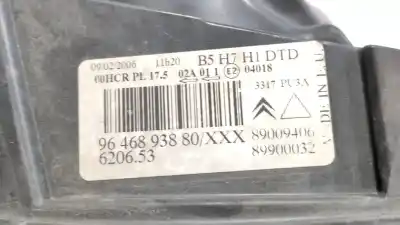 09/02/2006 11h20 B5 H7 H1 DTD
00HCR PL 17.5 02A 01 1 E2 04018
3347 PU3A
96 468 938 80/XXX 89009406
6206.53 89900032